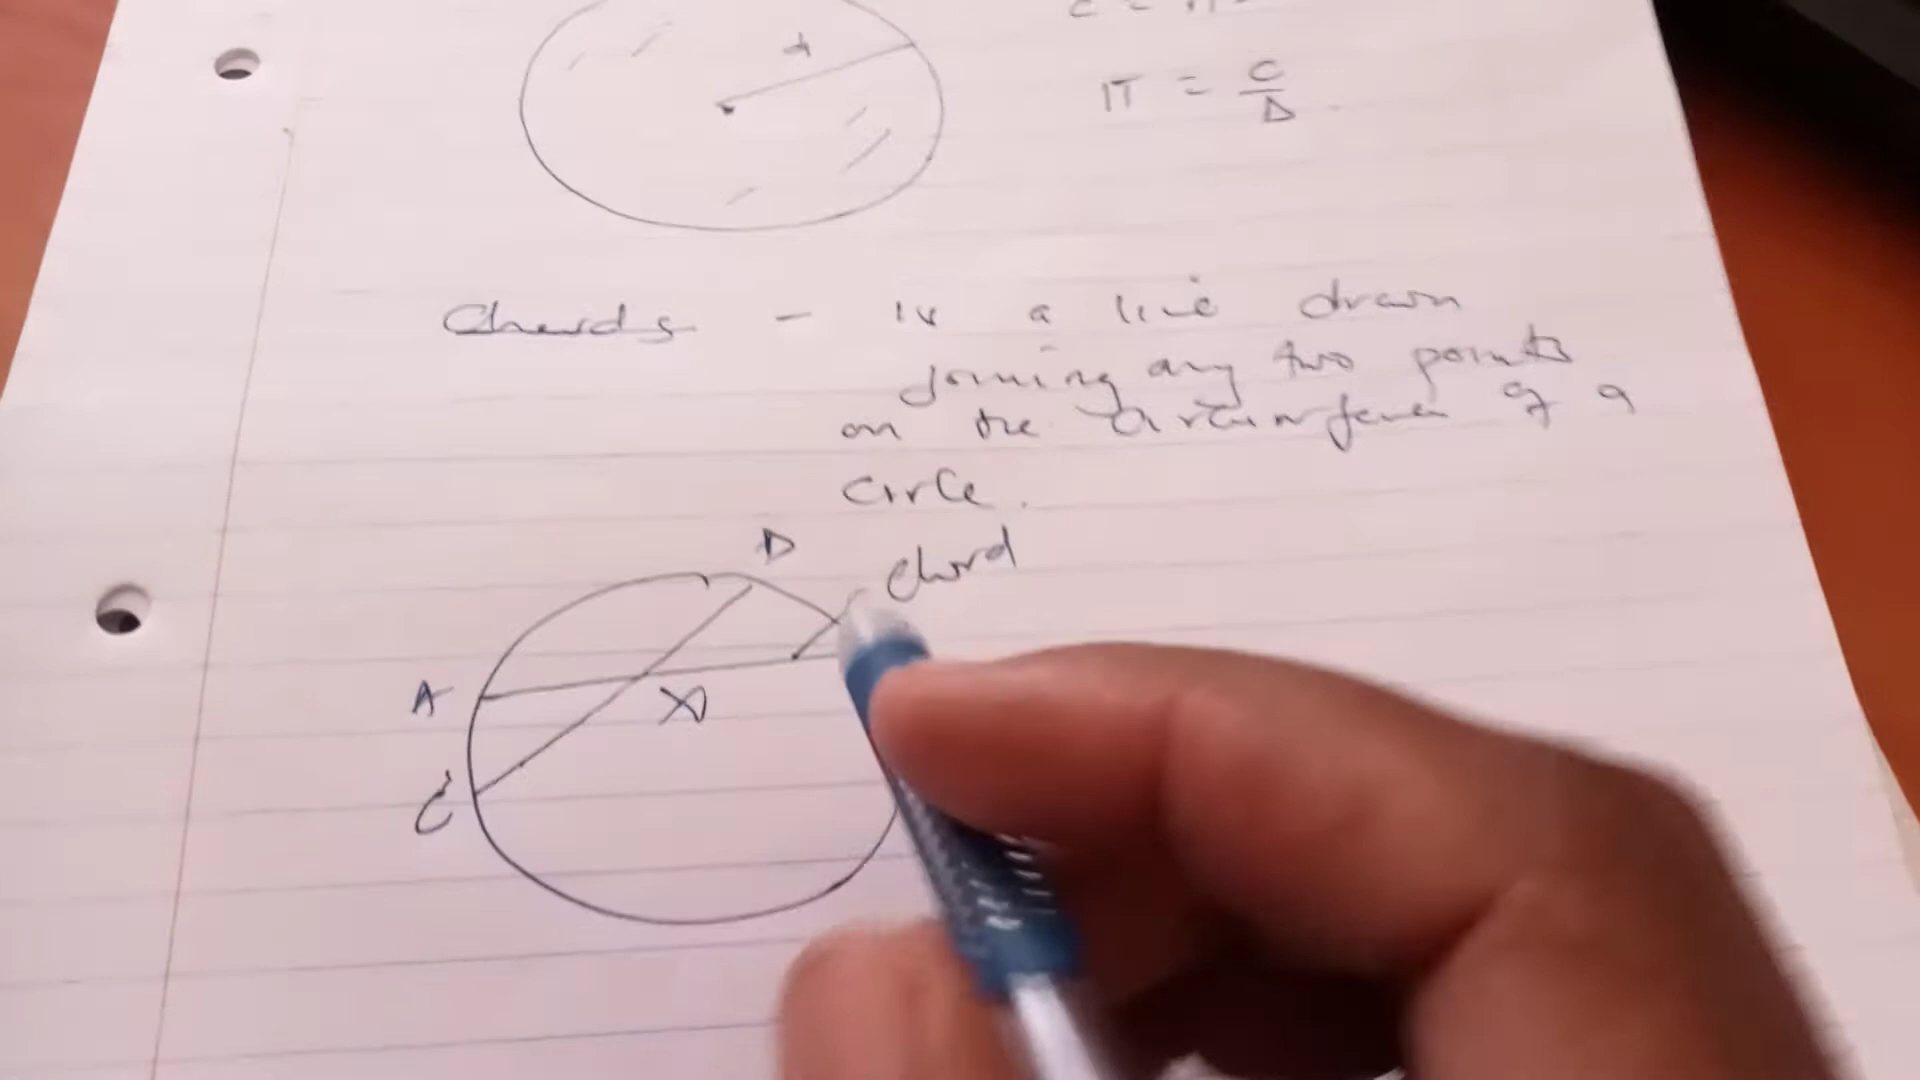 r
π = C/D
Chords - is a line drawn
joining any two points
on the circumference of a
circle.
D
chord
A
X
C